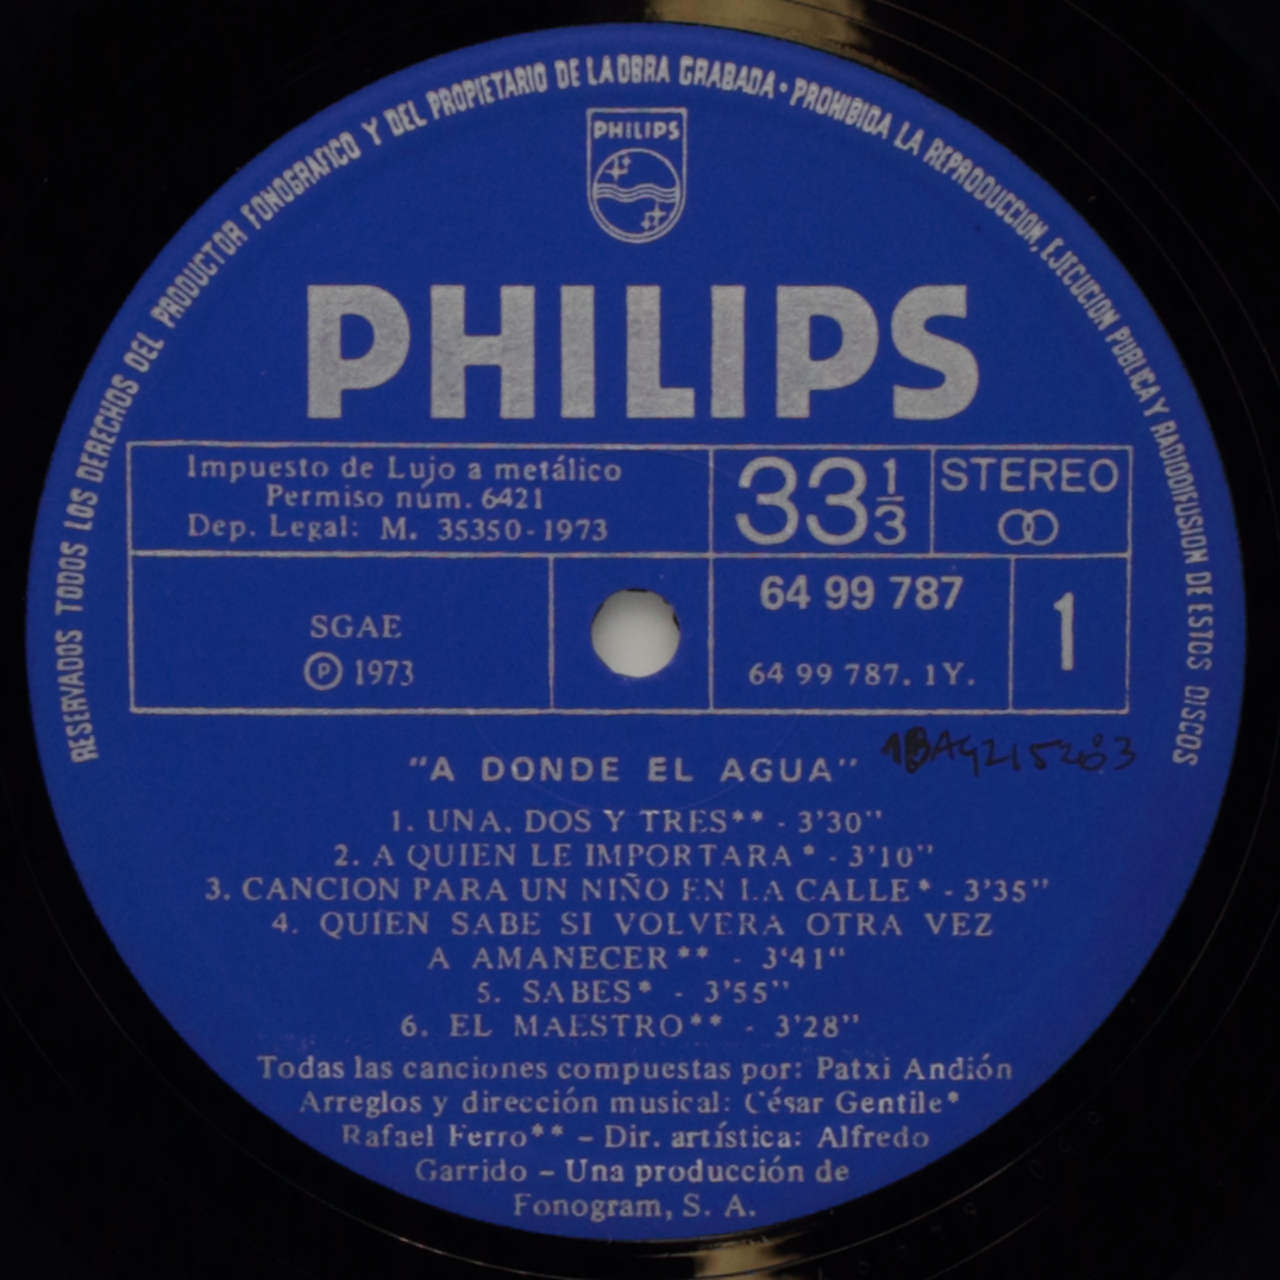 RESERVADOS TODOS LOS DERECHOS DEL PRODUCTOR FONOGRAFICO Y DEL PROPIETARIO DE LA OBRA GRABADA · PROHIBIDA LA REPRODUCCION, EJECUCION PUBLICA Y RADIODIFUSION DE ESTOS DISCOS
PHILIPS
PHILIPS
Impuesto de Lujo a metálico
Permiso núm. 6421
Dep. Legal: M. 35350-1973
33 1/3
STEREO
SGAE
Ⓟ 1973
64 99 787
64 99 787. 1Y.
1
"A DONDE EL AGUA"
1. UNA. DOS Y TRES** - 3'30"
2. A QUIEN LE IMPORTARA* - 3'10"
3. CANCION PARA UN NIÑO EN LA CALLE* - 3'35"
4. QUIEN SABE SI VOLVERA OTRA VEZ
A AMANECER** - 3'41"
5. SABES* - 3'55"
6. EL MAESTRO** - 3'28"
Todas las canciones compuestas por: Patxi Andión
Arreglos y dirección musical: César Gentile*
Rafael Ferro** – Dir. artística: Alfredo
Garrido – Una producción de
Fonogram, S. A.